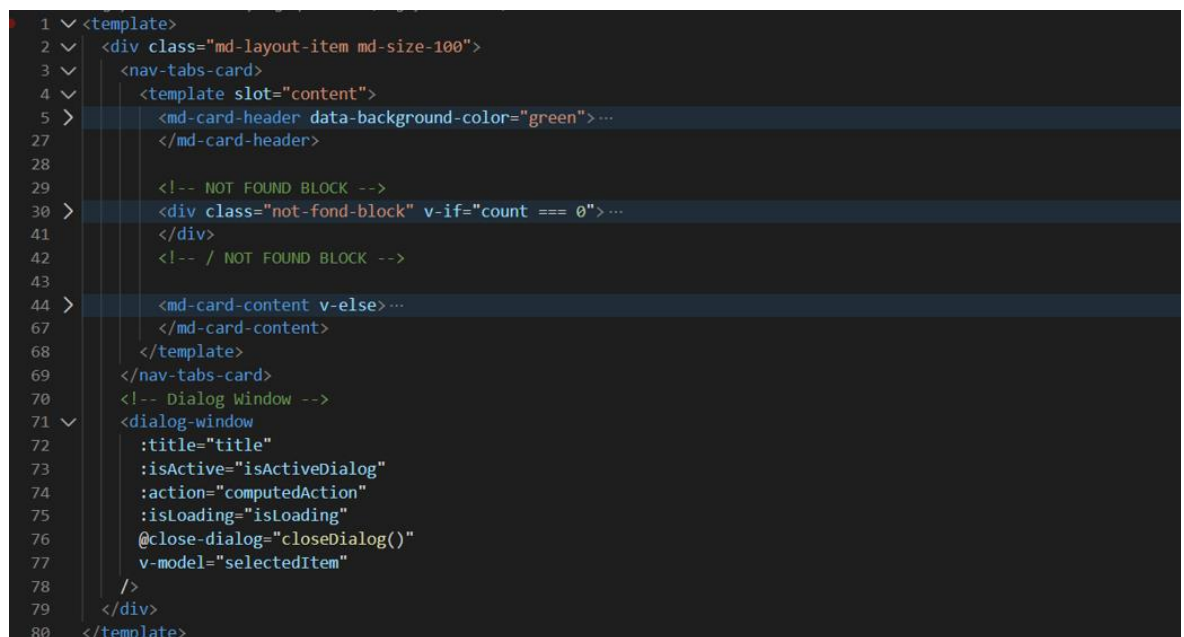 1 <template>
2 <div class="md-layout-item md-size-100">
3 <nav-tabs-card>
4 <template slot="content">
5 <md-card-header data-background-color="green">…
27 </md-card-header>
28
29 <!-- NOT FOUND BLOCK -->
30 <div class="not-fond-block" v-if="count === 0">…
41 </div>
42 <!-- / NOT FOUND BLOCK -->
43
44 <md-card-content v-else>…
67 </md-card-content>
68 </template>
69 </nav-tabs-card>
70 <!-- Dialog Window -->
71 <dialog-window
72 :title="title"
73 :isActive="isActiveDialog"
74 :action="computedAction"
75 :isLoading="isLoading"
76 @close-dialog="closeDialog()"
77 v-model="selectedItem"
78 />
79 </div>
80 </template>